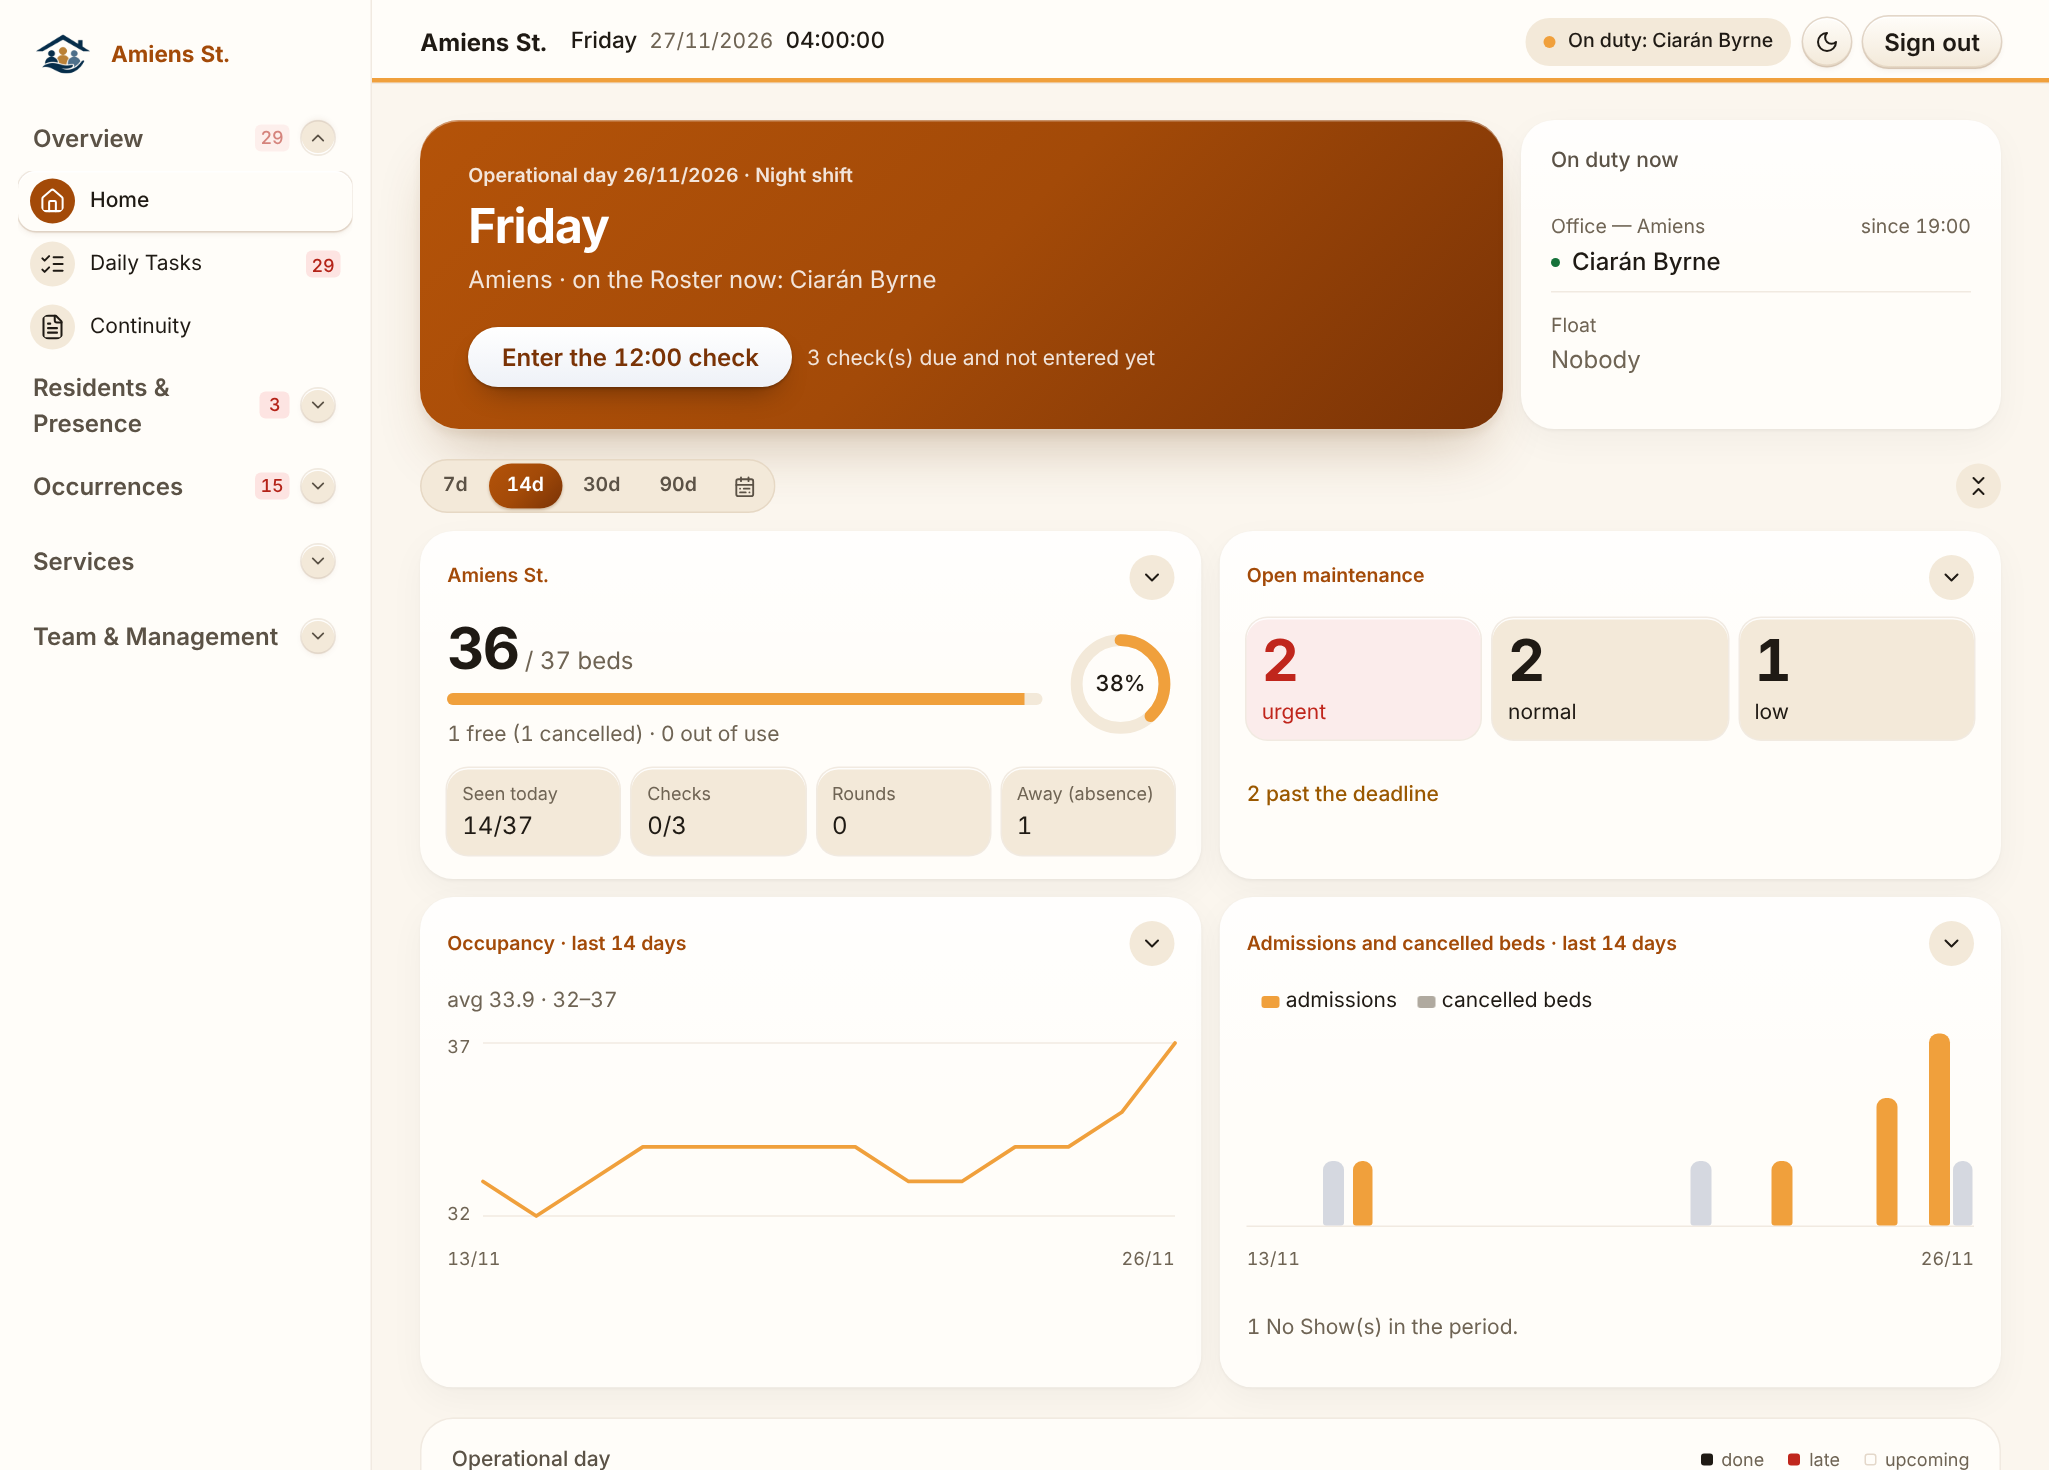 Amiens St.
Overview 29
Home
Daily Tasks 29
Continuity
Residents &
Presence 3
Occurrences 15
Services
Team & Management
Amiens St. Friday 27/11/2026 04:00:00
On duty: Ciarán Byrne
Sign out
Operational day 26/11/2026 · Night shift
Friday
Amiens · on the Roster now: Ciarán Byrne
Enter the 12:00 check
3 check(s) due and not entered yet
On duty now
Office — Amiens since 19:00
Ciarán Byrne
Float
Nobody
7d 14d 30d 90d
Amiens St.
36 / 37 beds
38%
1 free (1 cancelled) · 0 out of use
Seen today
14/37
Checks
0/3
Rounds
0
Away (absence)
1
Open maintenance
2
urgent
2
normal
1
low
2 past the deadline
Occupancy · last 14 days
avg 33.9 · 32–37
37
32
13/11 26/11
Admissions and cancelled beds · last 14 days
admissions cancelled beds
13/11 26/11
1 No Show(s) in the period.
Operational day
done late upcoming